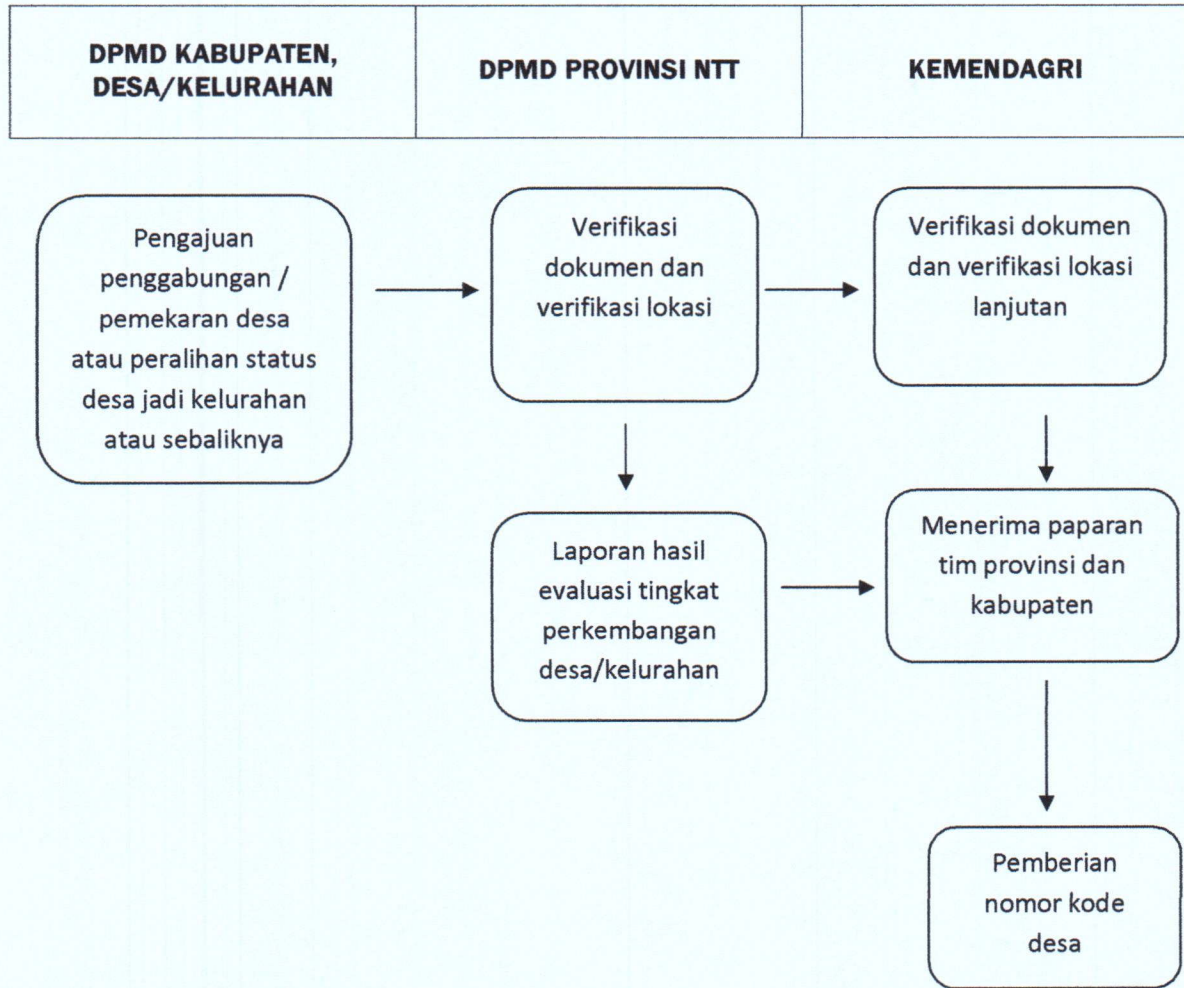 DPMD KABUPATEN,
DESA/KELURAHAN
DPMD PROVINSI NTT
KEMENDAGRI
Pengajuan
penggabungan /
pemekaran desa
atau peralihan status
desa jadi kelurahan
atau sebaliknya
Verifikasi
dokumen dan
verifikasi lokasi
Verifikasi dokumen
dan verifikasi lokasi
lanjutan
Laporan hasil
evaluasi tingkat
perkembangan
desa/kelurahan
Menerima paparan
tim provinsi dan
kabupaten
Pemberian
nomor kode
desa